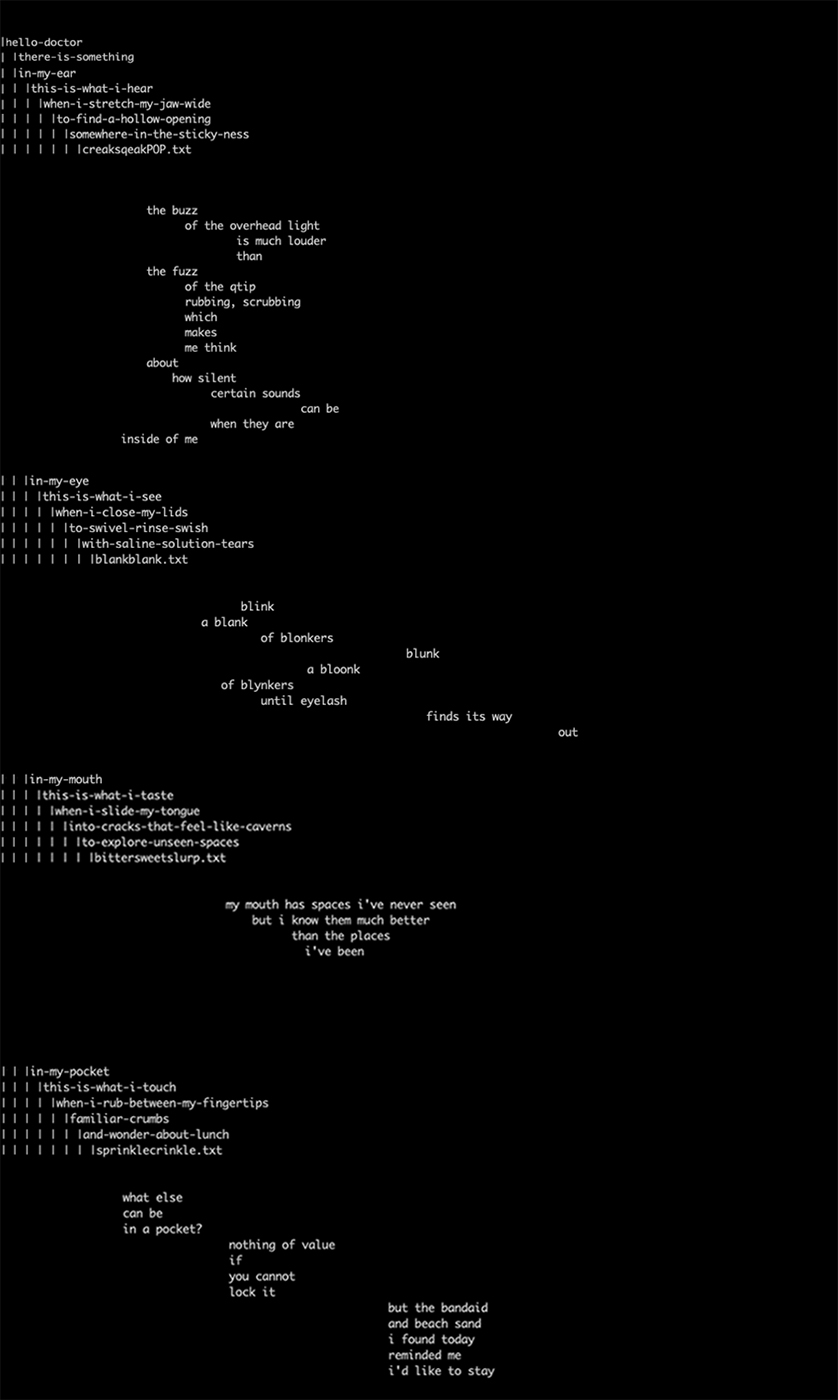 |hello-doctor
| |there-is-something
| |in-my-ear
| | |this-is-what-i-hear
| | | |when-i-stretch-my-jaw-wide
| | | | |to-find-a-hollow-opening
| | | | | |somewhere-in-the-sticky-ness
| | | | | | |creaksqeakPOP.txt
the buzz
of the overhead light
is much louder
than
the fuzz
of the qtip
rubbing, scrubbing
which
makes
me think
about
how silent
certain sounds
can be
when they are
inside of me
| | |in-my-eye
| | | |this-is-what-i-see
| | | | |when-i-close-my-lids
| | | | | |to-swivel-rinse-swish
| | | | | | |with-saline-solution-tears
| | | | | | | |blankblank.txt
blink
a blank
of blonkers
blunk
a bloonk
of blynkers
until eyelash
finds its way
out
| | |in-my-mouth
| | | |this-is-what-i-taste
| | | | |when-i-slide-my-tongue
| | | | | |into-cracks-that-feel-like-caverns
| | | | | | |to-explore-unseen-spaces
| | | | | | | |bittersweetslurp.txt
my mouth has spaces i've never seen
but i know them much better
than the places
i've been
| | |in-my-pocket
| | | |this-is-what-i-touch
| | | | |when-i-rub-between-my-fingertips
| | | | | |familiar-crumbs
| | | | | | |and-wonder-about-lunch
| | | | | | | |sprinklecrinkle.txt
what else
can be
in a pocket?
nothing of value
if
you cannot
lock it
but the bandaid
and beach sand
i found today
reminded me
i'd like to stay